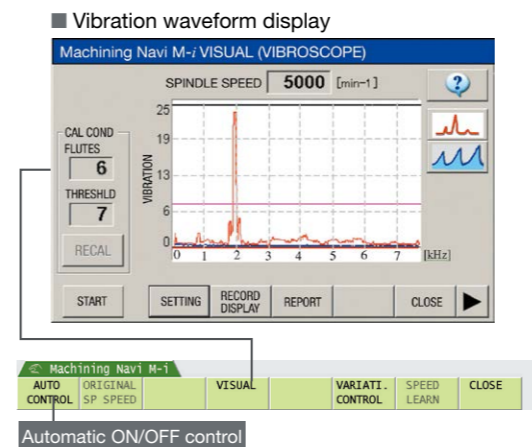 ■ Vibration waveform display
Machining Navi M-i VISUAL (VIBROSCOPE)
SPINDLE SPEED 5000 [min-1]
?
CAL COND
FLUTES
6
THRESHLD
7
RECAL
VIBRATION
25
19
13
6
0
0 1 2 3 4 5 6 7 [kHz]
START SETTING RECORD DISPLAY REPORT CLOSE
Machining Navi M-i
AUTO CONTROL ORIGINAL SP SPEED VISUAL VARIATI. CONTROL SPEED LEARN CLOSE
Automatic ON/OFF control